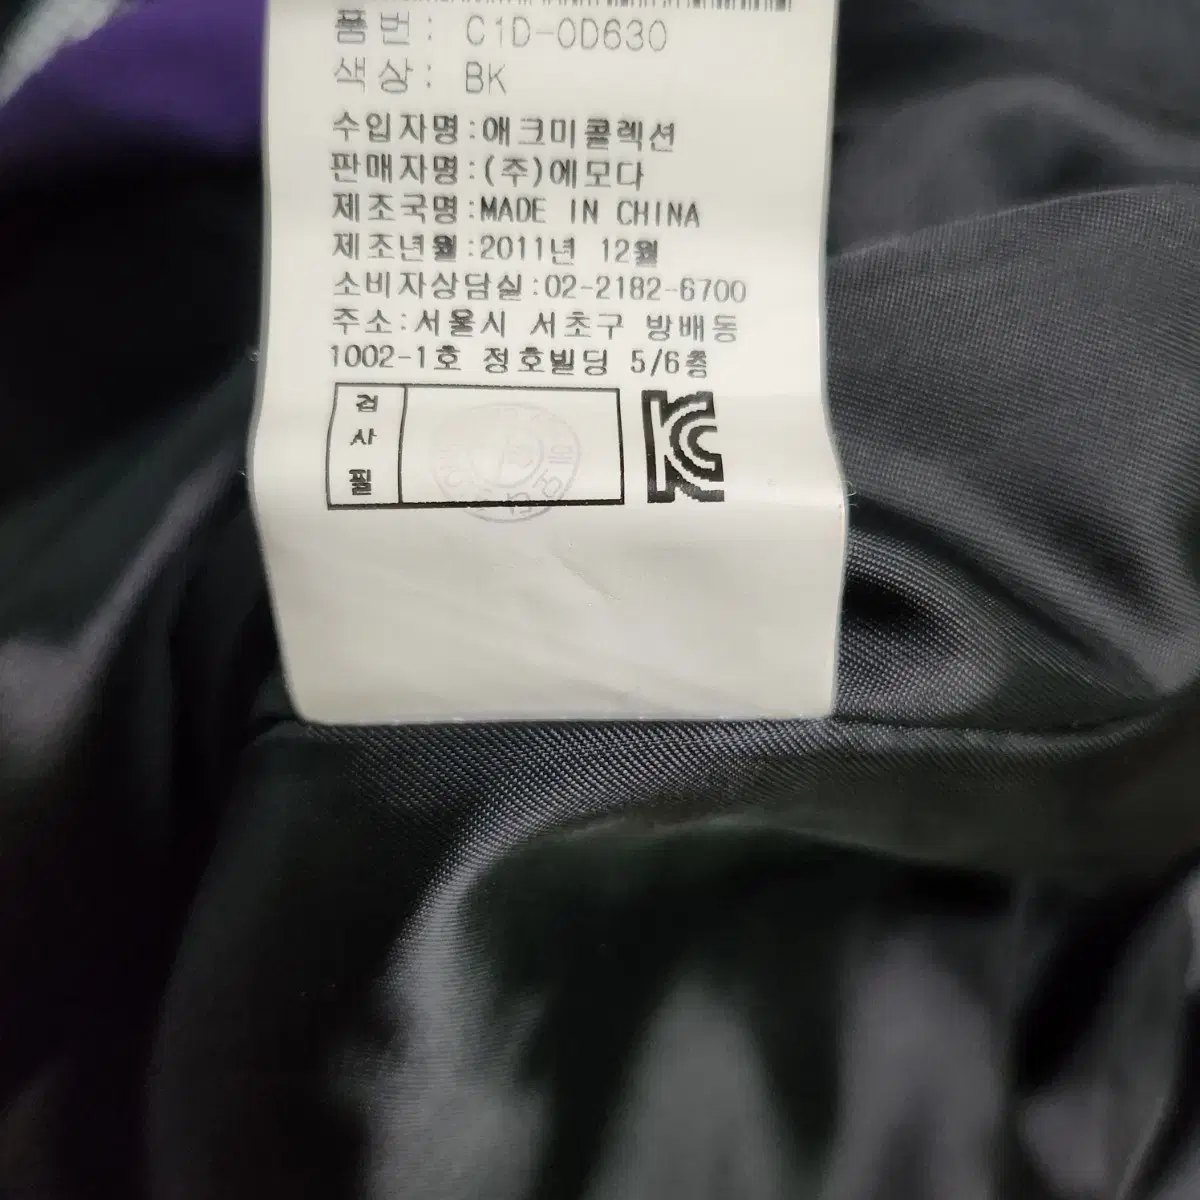 품번: C1D-0D630
색상: BK
수입자명:애크미콜렉션
판매자명:(주)에모다
제조국명:MADE IN CHINA
제조년월:2011년 12월
소비자상담실:02-2182-6700
주소:서울시 서초구 방배동
1002-1호 정호빌딩 5/6층
검사필
KC